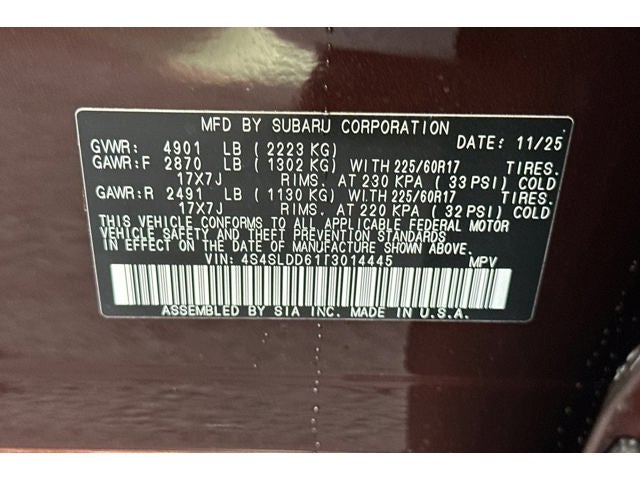 MFD BY SUBARU CORPORATION
DATE: 11/25
GVWR: 4901 LB ( 2223 KG)
GAWR:F 2870 LB ( 1302 KG) WITH 225/60R17 TIRES.
17X7J RIMS. AT 230 KPA ( 33 PSI) COLD
GAWR:R 2491 LB ( 1130 KG) WITH 225/60R17 TIRES.
17X7J RIMS. AT 220 KPA ( 32 PSI) COLD
THIS VEHICLE CONFORMS TO ALL APPLICABLE FEDERAL MOTOR
VEHICLE SAFETY AND THEFT PREVENTION STANDARDS
IN EFFECT ON THE DATE OF MANUFACTURE SHOWN ABOVE.
VIN: 4S4SLDD61T3014445 MPV
ASSEMBLED BY SIA INC. MADE IN U.S.A.